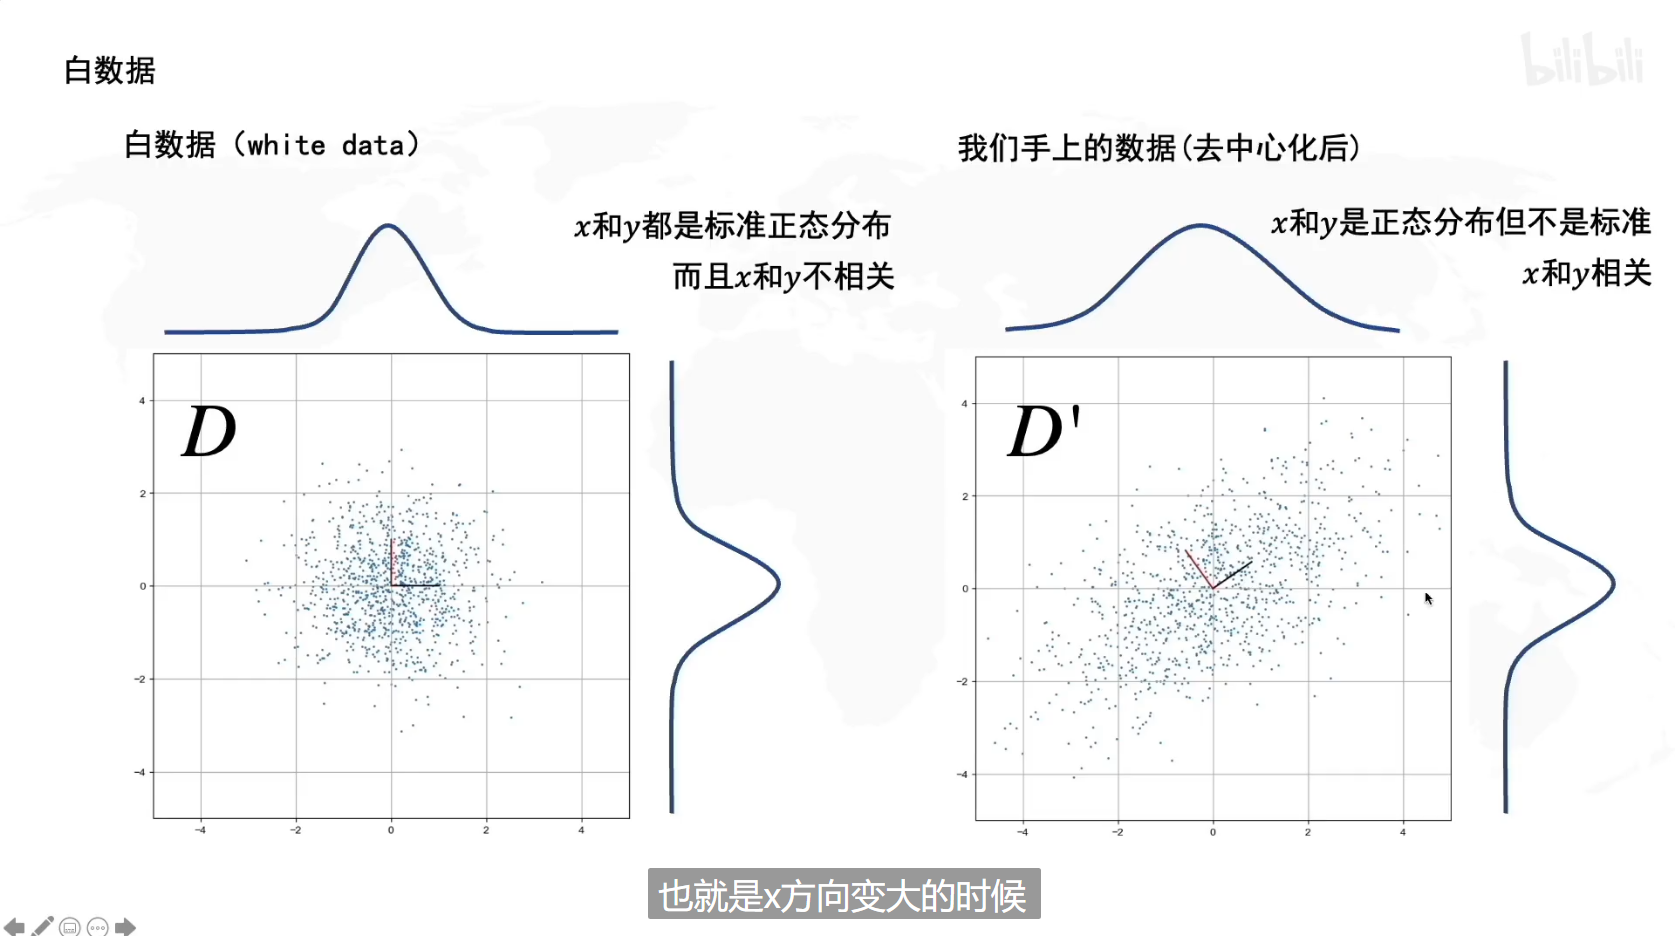 白数据
bilibili
白数据（white data）
我们手上的数据(去中心化后)
x和y都是标准正态分布
而且x和y不相关
x和y是正态分布但不是标准
x和y相关
D
4
2
0
−2
−4
−4
−2
0
2
4
D'
4
2
0
−2
−4
−4
−2
0
2
4
也就是x方向变大的时候